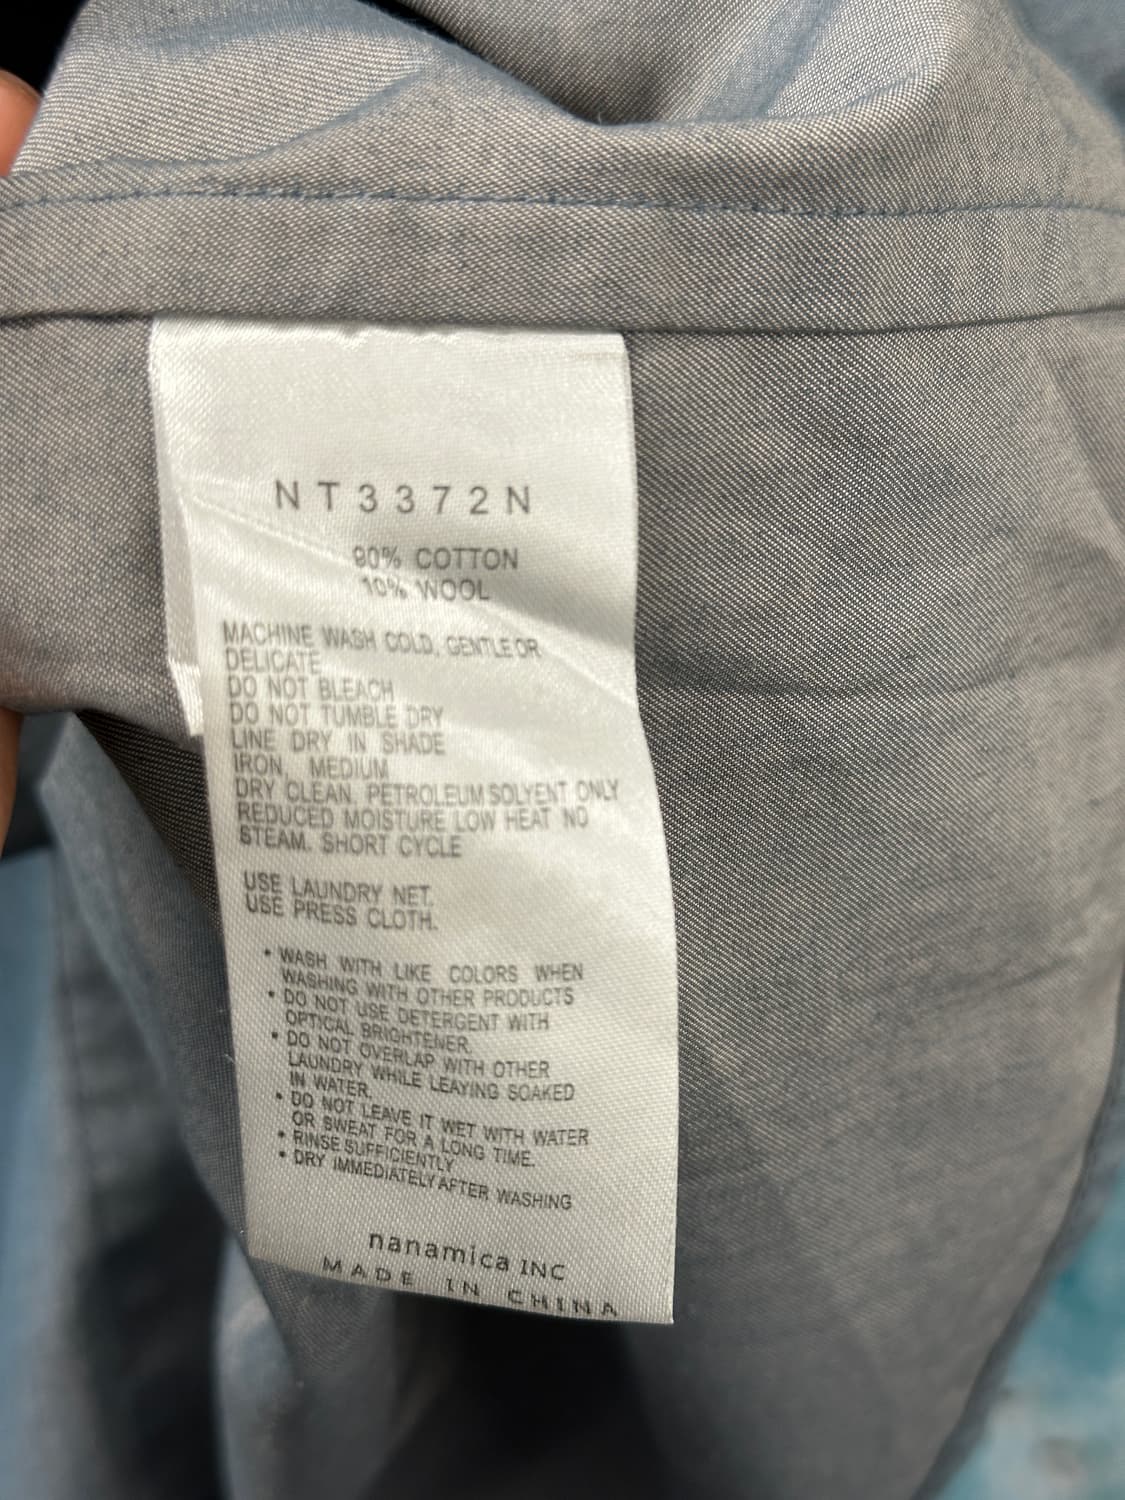 NT3372N
90% COTTON
10% WOOL
MACHINE WASH COLD, GENTLE OR
DELICATE
DO NOT BLEACH
DO NOT TUMBLE DRY
LINE DRY IN SHADE
IRON, MEDIUM
DRY CLEAN, PETROLEUM SOLVENT ONLY
REDUCED MOISTURE LOW HEAT NO
STEAM. SHORT CYCLE
USE LAUNDRY NET.
USE PRESS CLOTH.
• WASH WITH LIKE COLORS WHEN
WASHING WITH OTHER PRODUCTS
• DO NOT USE DETERGENT WITH
OPTICAL BRIGHTENER
• DO NOT OVERLAP WITH OTHER
LAUNDRY WHILE LEAYING SOAKED
IN WATER.
• DO NOT LEAVE IT WET WITH WATER
OR SWEAT FOR A LONG TIME.
• RINSE SUFFICIENTLY
• DRY IMMEDIATELY AFTER WASHING
nanamica INC
MADE IN CHINA